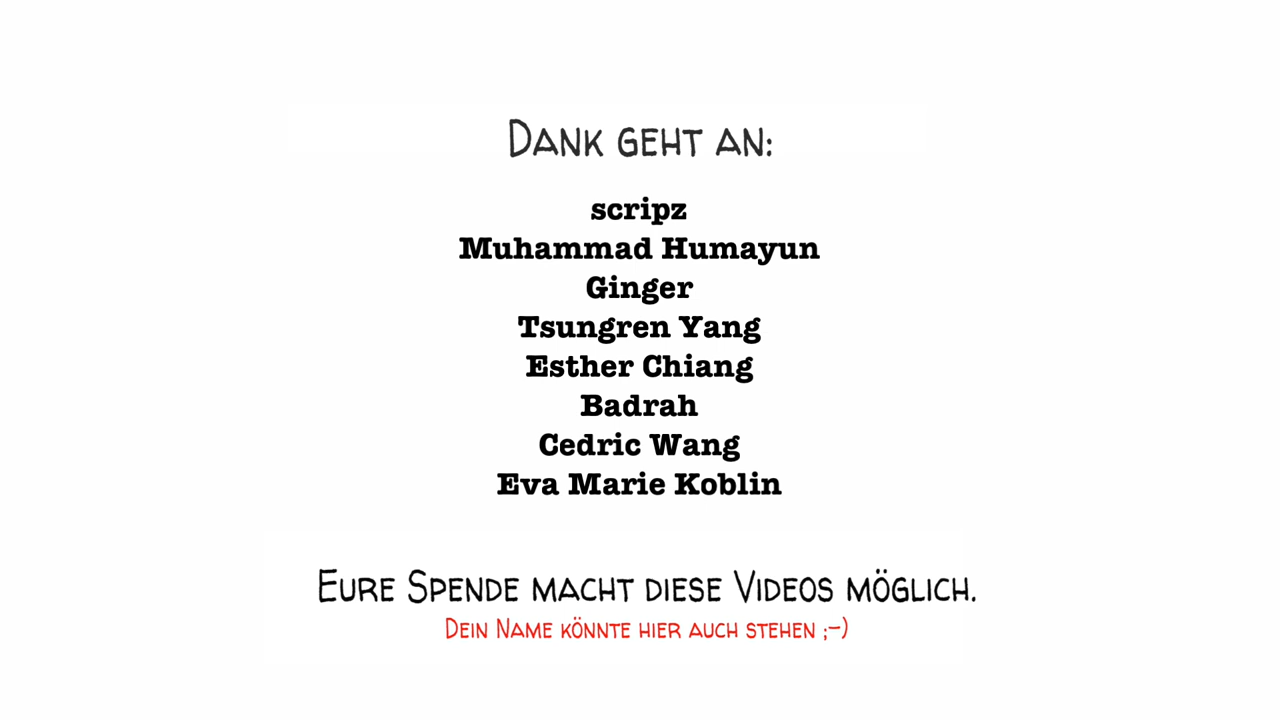 Dank geht an:
scripz
Muhammad Humayun
Ginger
Tsungren Yang
Esther Chiang
Badrah
Cedric Wang
Eva Marie Koblin
Eure Spende macht diese Videos möglich.
Dein Name könnte hier auch stehen ;-)